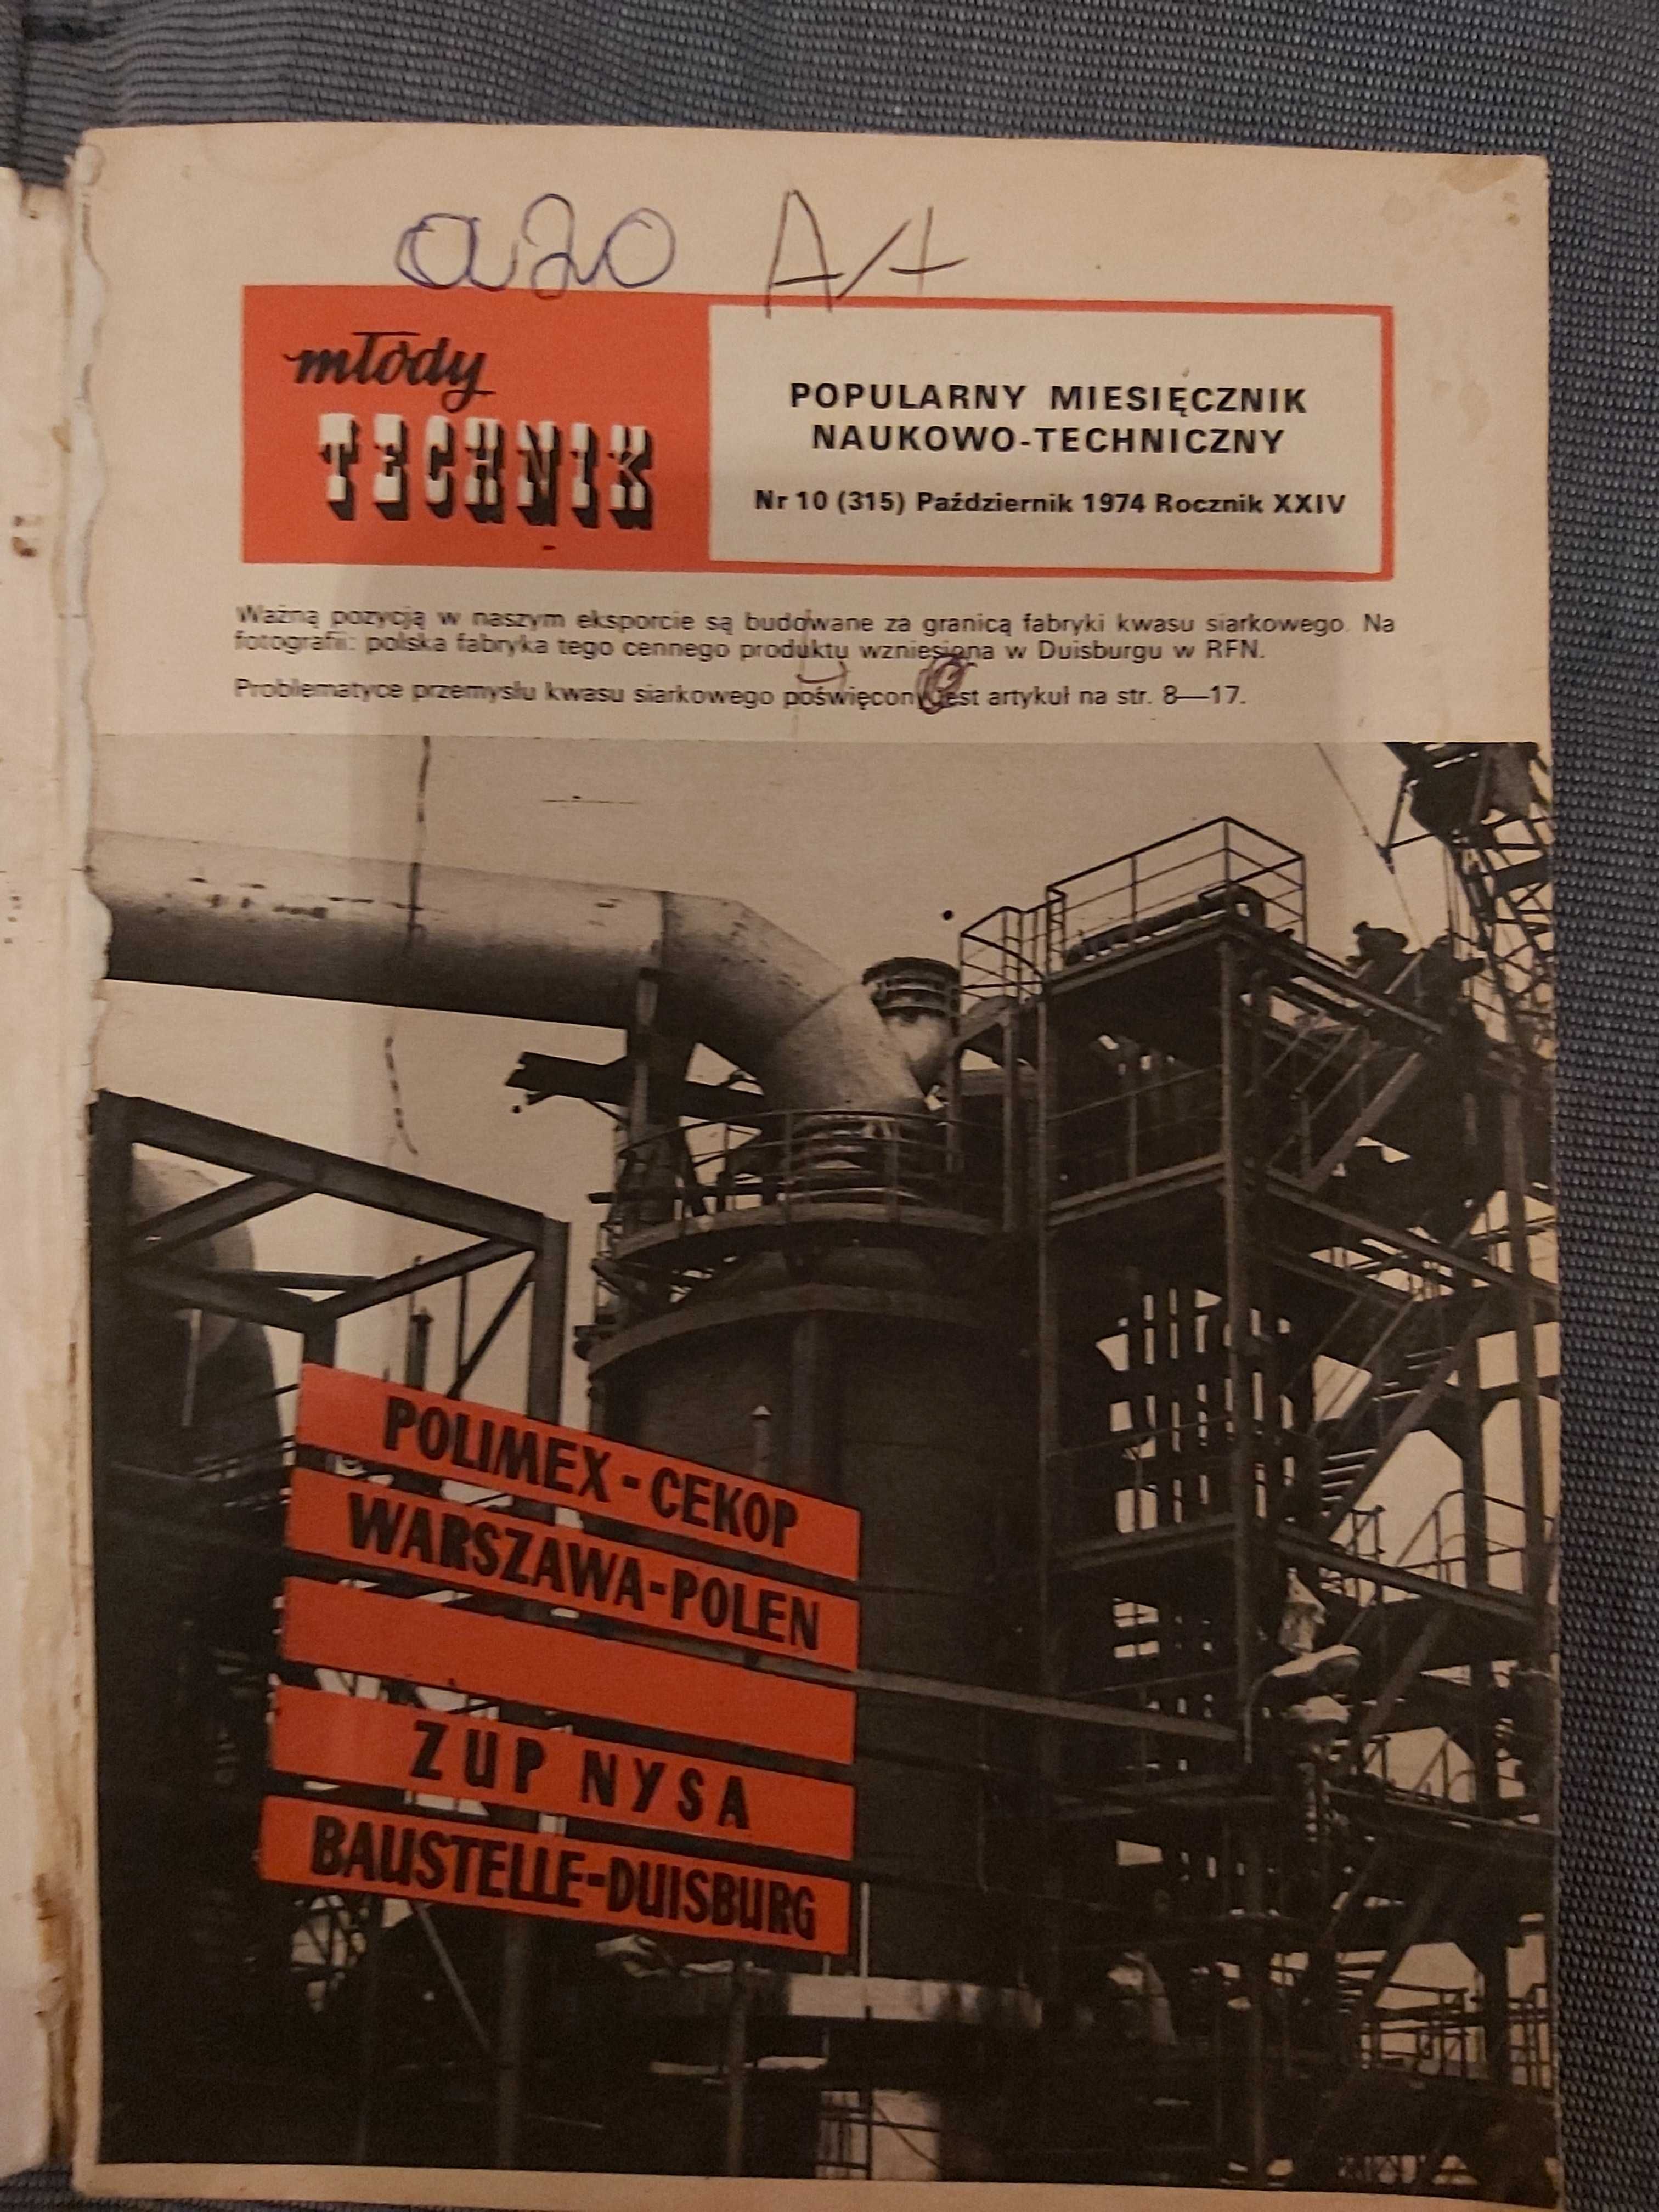 a20 A/+
młody
TECHNIK
POPULARNY MIESIĘCZNIK
NAUKOWO-TECHNICZNY
Nr 10 (315) Październik 1974 Rocznik XXIV
Ważną pozycją w naszym eksporcie są budowane za granicą fabryki kwasu siarkowego. Na
fotografii: polska fabryka tego cennego produktu wzniesiona w Duisburgu w RFN.
Problematyce przemysłu kwasu siarkowego poświęcony jest artykuł na str. 8—17.
POLIMEX-CEKOP
WARSZAWA-POLEN
ZUP NYSA
BAUSTELLE-DUISBURG